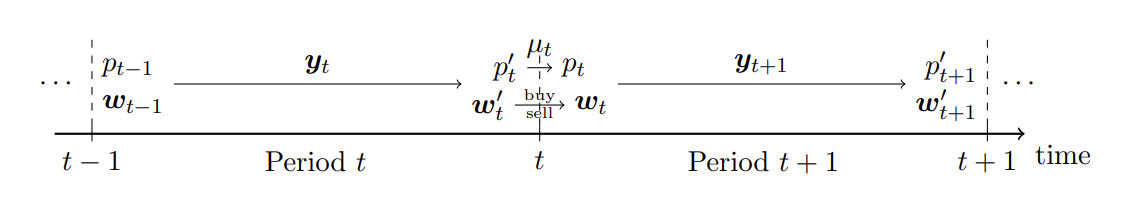 μ_t
… p_{t−1} y_t p′_t p_t y_{t+1} p′_{t+1} …
w_{t−1} w′_t buy w_t w′_{t+1}
sell
t − 1 Period t t Period t + 1 t + 1 time